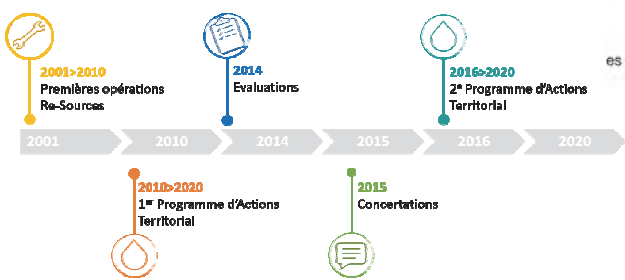 2001>2010
Premières opérations
Re-Sources
2014
Evaluations
2016>2020
2e Programme d'Actions
Territorial
es
2001 2010 2014 2015 2016 2020
2010>2020
1er Programme d'Actions
Territorial
2015
Concertations